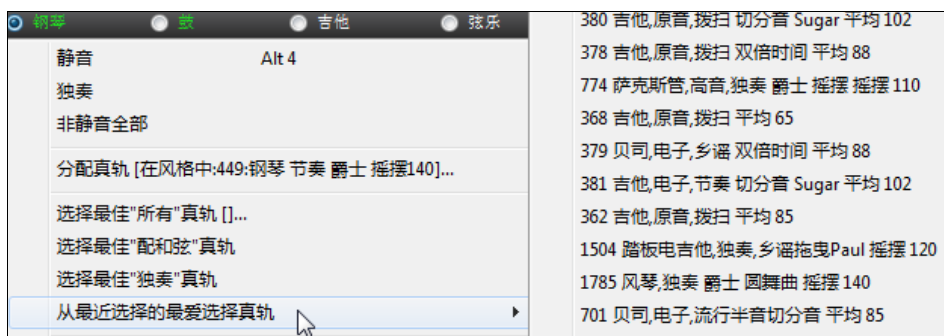 钢琴 鼓 吉他 弦乐
静音 Alt 4
独奏
非静音全部
分配真轨 [在风格中:449:钢琴 节奏 爵士 摇摆140]...
选择最佳"所有"真轨 []...
选择最佳"配和弦"真轨
选择最佳"独奏"真轨
从最近选择的最爱选择真轨
380 吉他,原音,拨扫 切分音 Sugar 平均 102
378 吉他,原音,拨扫 双倍时间 平均 88
774 萨克斯管,高音,独奏 爵士 摇摆 摇摆 110
368 吉他,原音,拨扫 平均 65
379 贝司,电子,乡谣 双倍时间 平均 88
381 吉他,电子,节奏 切分音 Sugar 平均 102
362 吉他,原音,拨扫 平均 85
1504 踏板电吉他,独奏,乡谣拖曳Paul 摇摆 120
1785 风琴,独奏 爵士 圆舞曲 摇摆 140
701 贝司,电子,流行半音切分音 平均 85